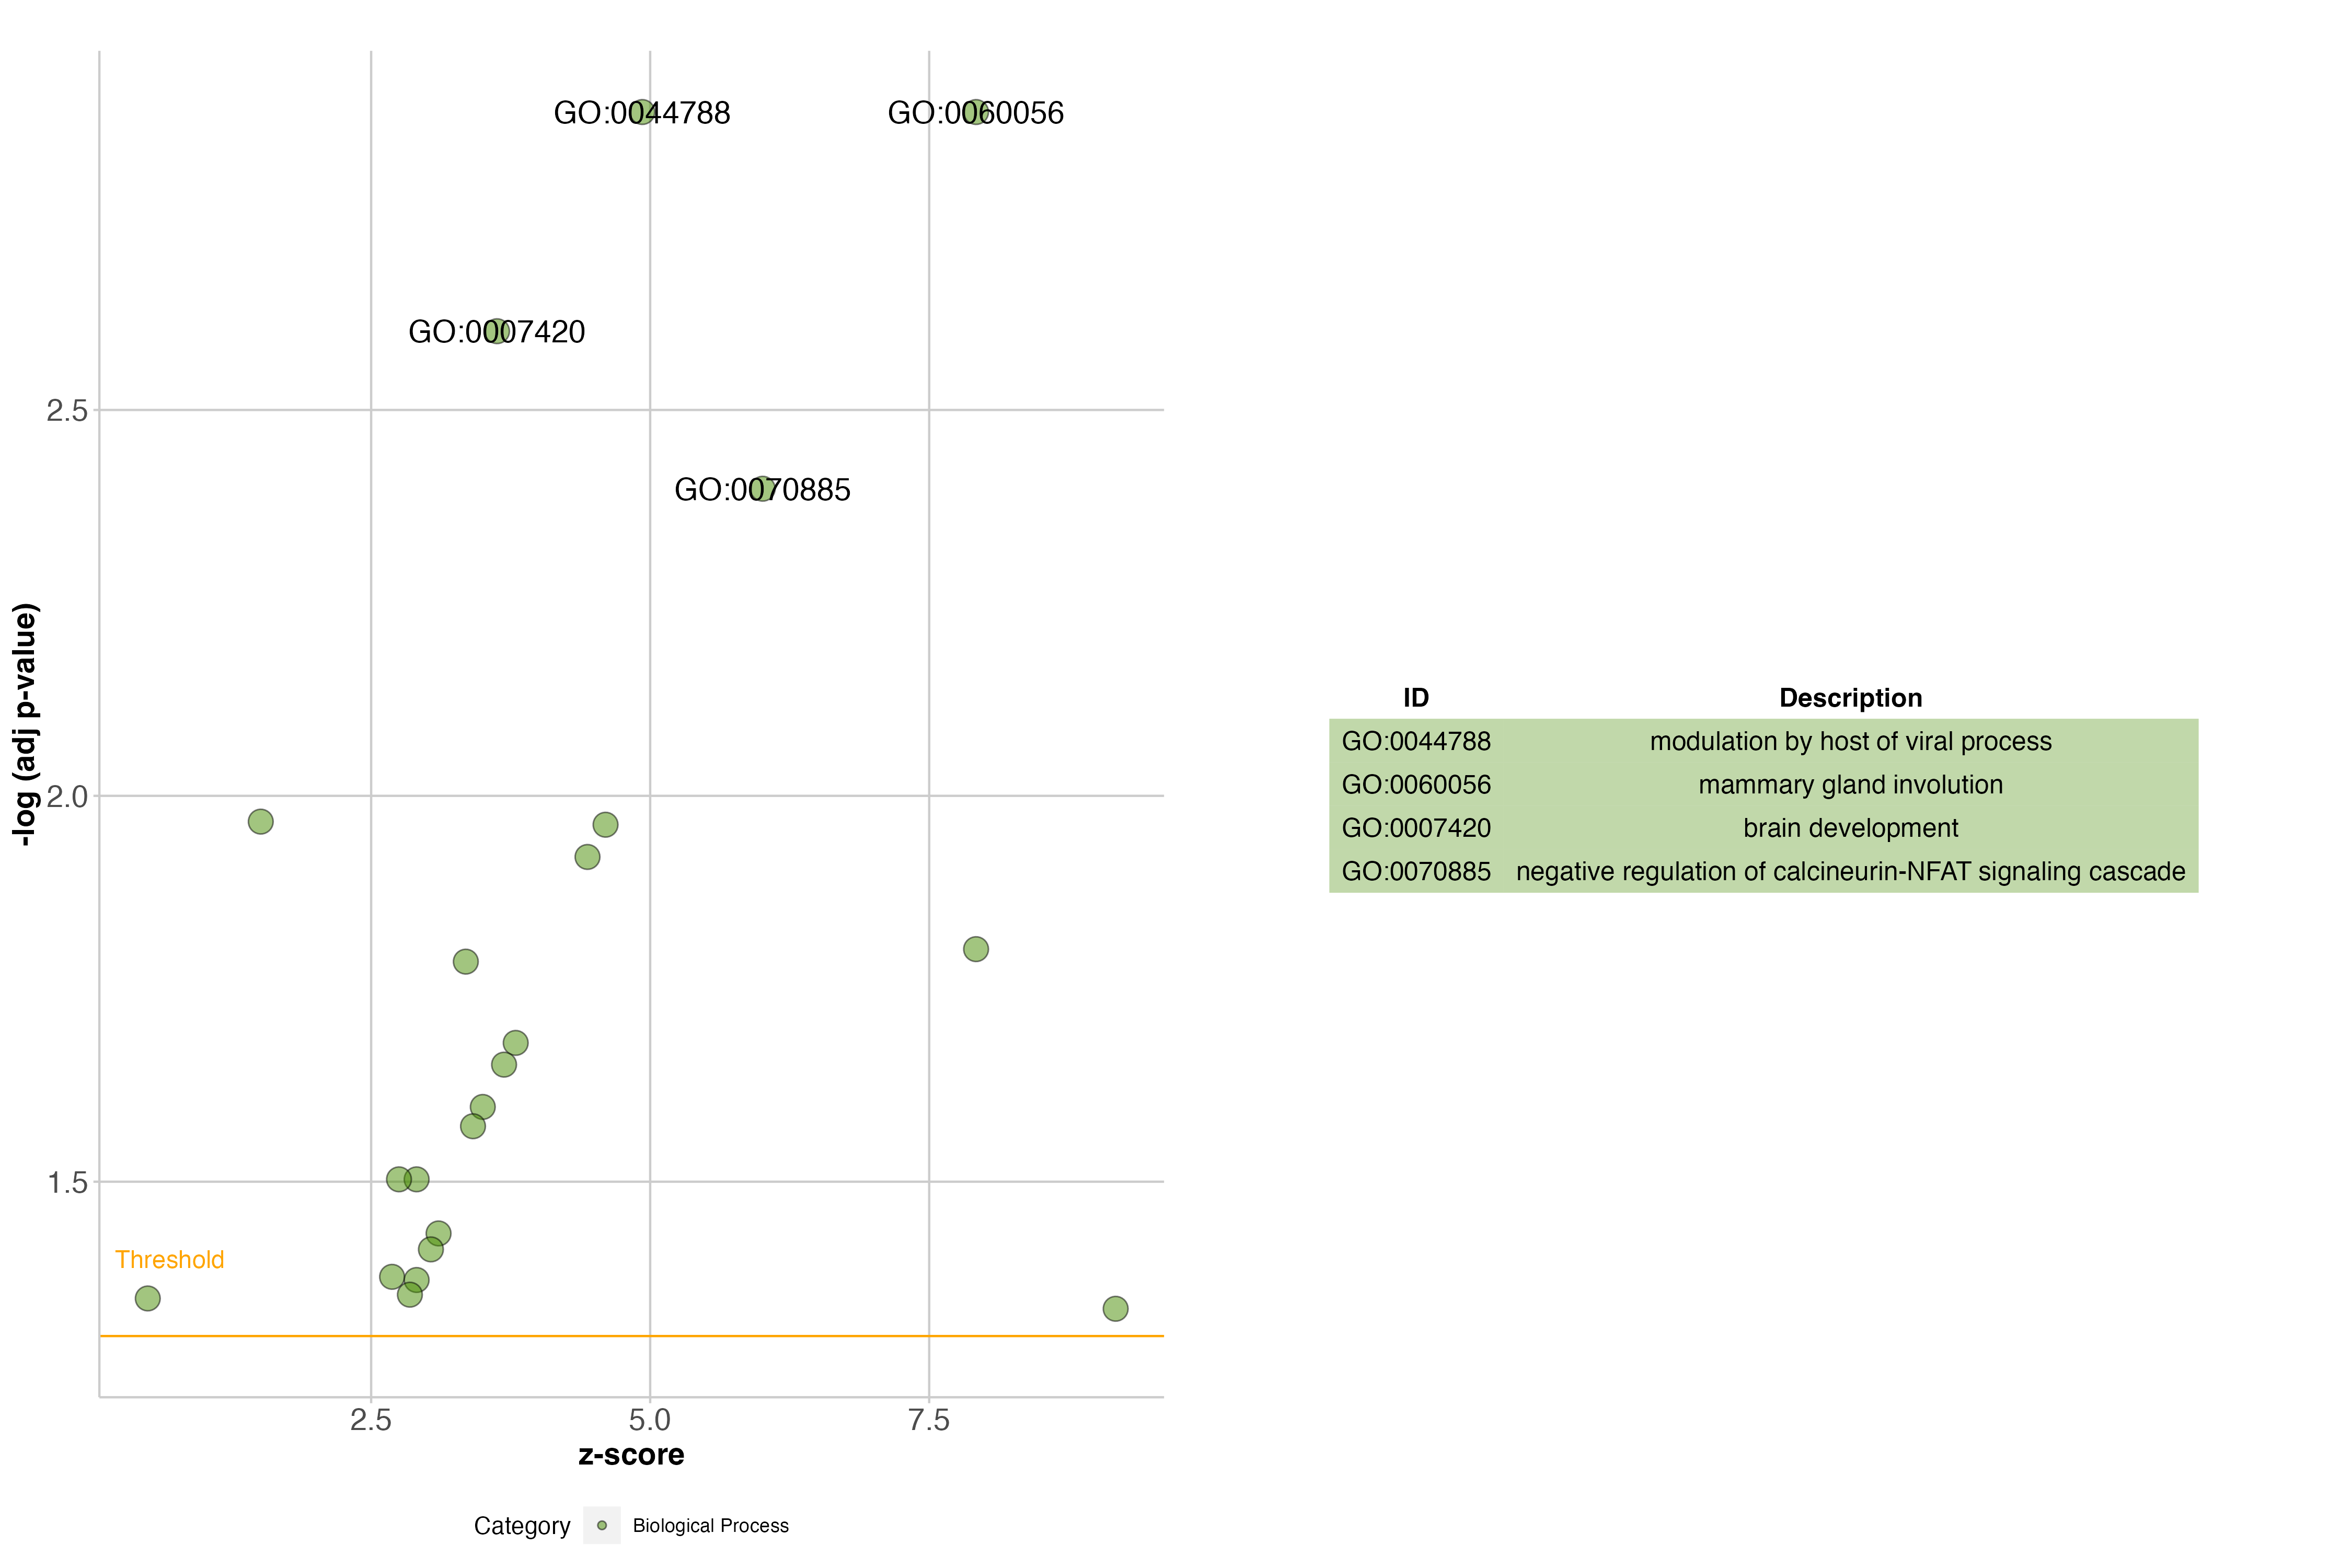 GO:0044788 GO:0060056
GO:0007420
2.5
GO:0070885
-log (adj p-value)
2.0
1.5
Threshold
2.5 5.0 7.5
z-score
Category Biological Process
ID Description
GO:0044788 modulation by host of viral process
GO:0060056 mammary gland involution
GO:0007420 brain development
GO:0070885 negative regulation of calcineurin-NFAT signaling cascade